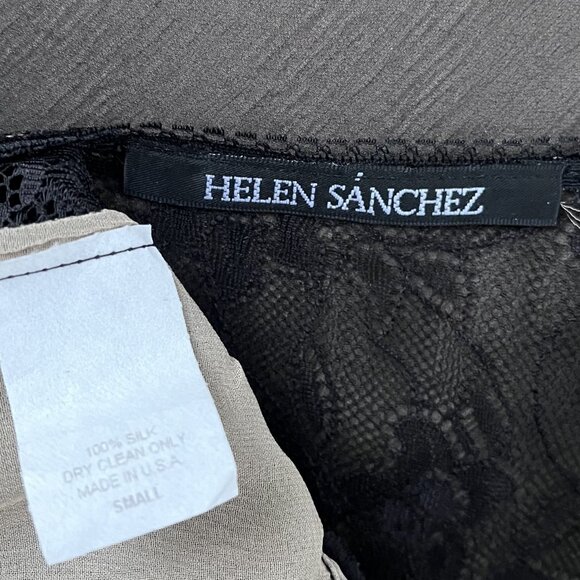 HELEN SÁNCHEZ
100% SILK
DRY CLEAN ONLY
MADE IN U.S.A.
SMALL